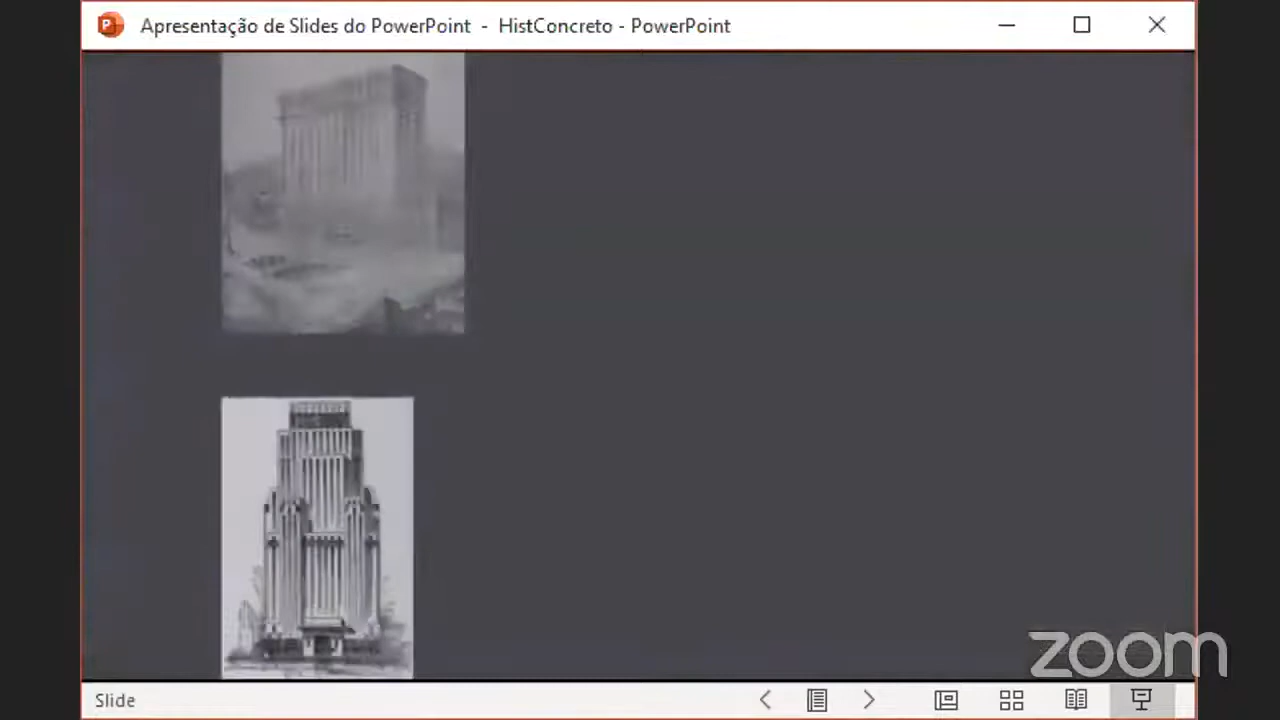 Apresentação de Slides do PowerPoint - HistConcreto - PowerPoint
zoom
Slide